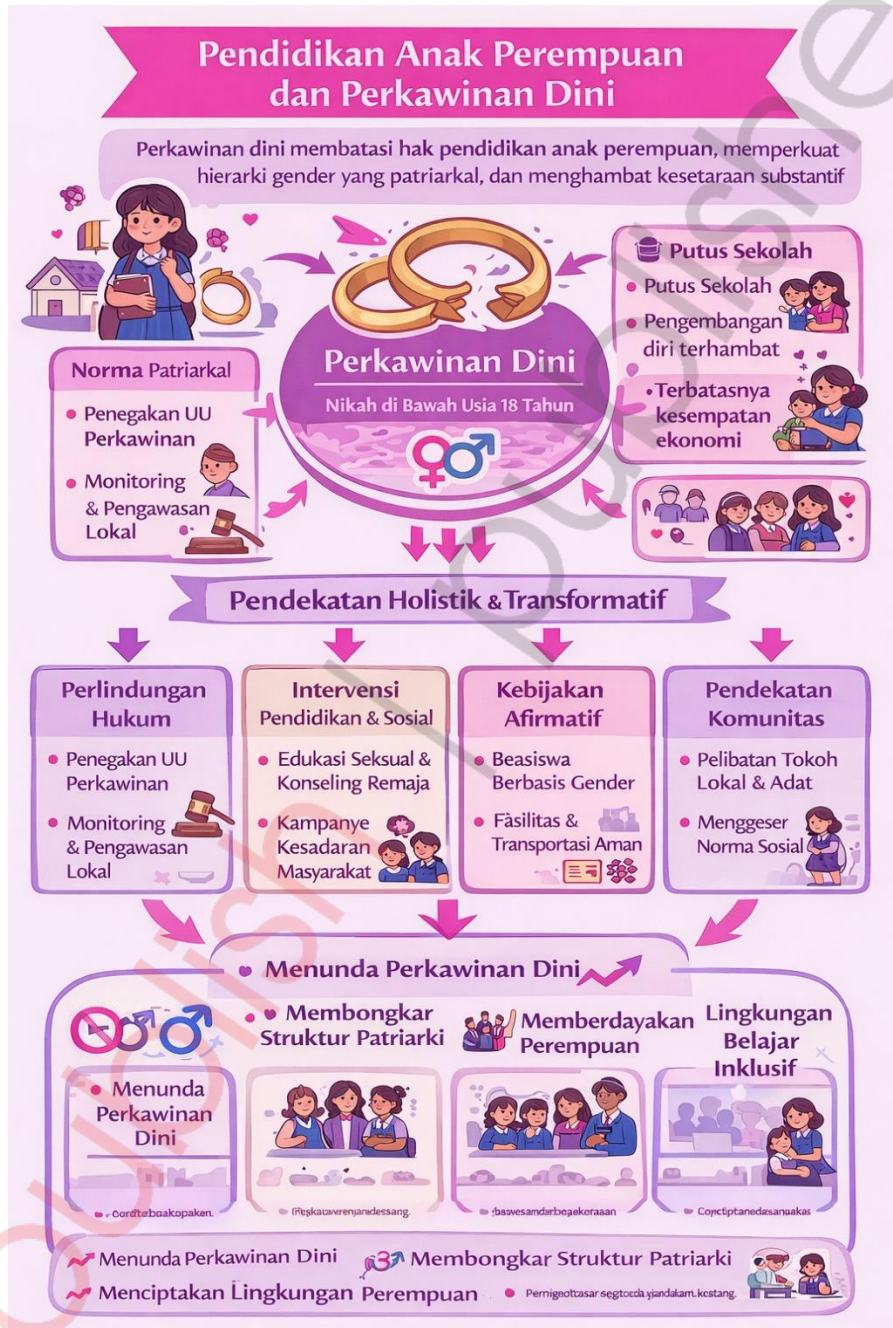 Pendidikan Anak Perempuan
dan Perkawinan Dini
Perkawinan dini membatasi hak pendidikan anak perempuan, memperkuat
hierarki gender yang patriarkal, dan menghambat kesetaraan substantif
Norma Patriarkal
Penegakan UU
Perkawinan
Monitoring
& Pengawasan
Lokal
Perkawinan Dini
Nikah di Bawah Usia 18 Tahun
Putus Sekolah
Putus Sekolah
Pengembangan
diri terhambat
Terbatasnya
kesempatan
ekonomi
Pendekatan Holistik & Transformatif
Perlindungan
Hukum
Penegakan UU
Perkawinan
Monitoring
& Pengawasan
Lokal
Intervensi
Pendidikan & Sosial
Edukasi Seksual &
Konseling Remaja
Kampanye
Kesadaran
Masyarakat
Kebijakan
Afirmatif
Beasiswa
Berbasis Gender
Fàsilitas &
Transportasi Aman
Pendekatan
Komunitas
Pelibatan Tokoh
Lokal & Adat
Menggeser
Norma Sosial
Menunda Perkawinan Dini
Menunda
Perkawinan
Dini
Membongkar
Struktur Patriarki
Memberdayakan
Perempuan
Lingkungan
Belajar
Inklusif
Menunda Perkawinan Dini
Membongkar Struktur Patriarki
Menciptakan Lingkungan Perempuan
publish